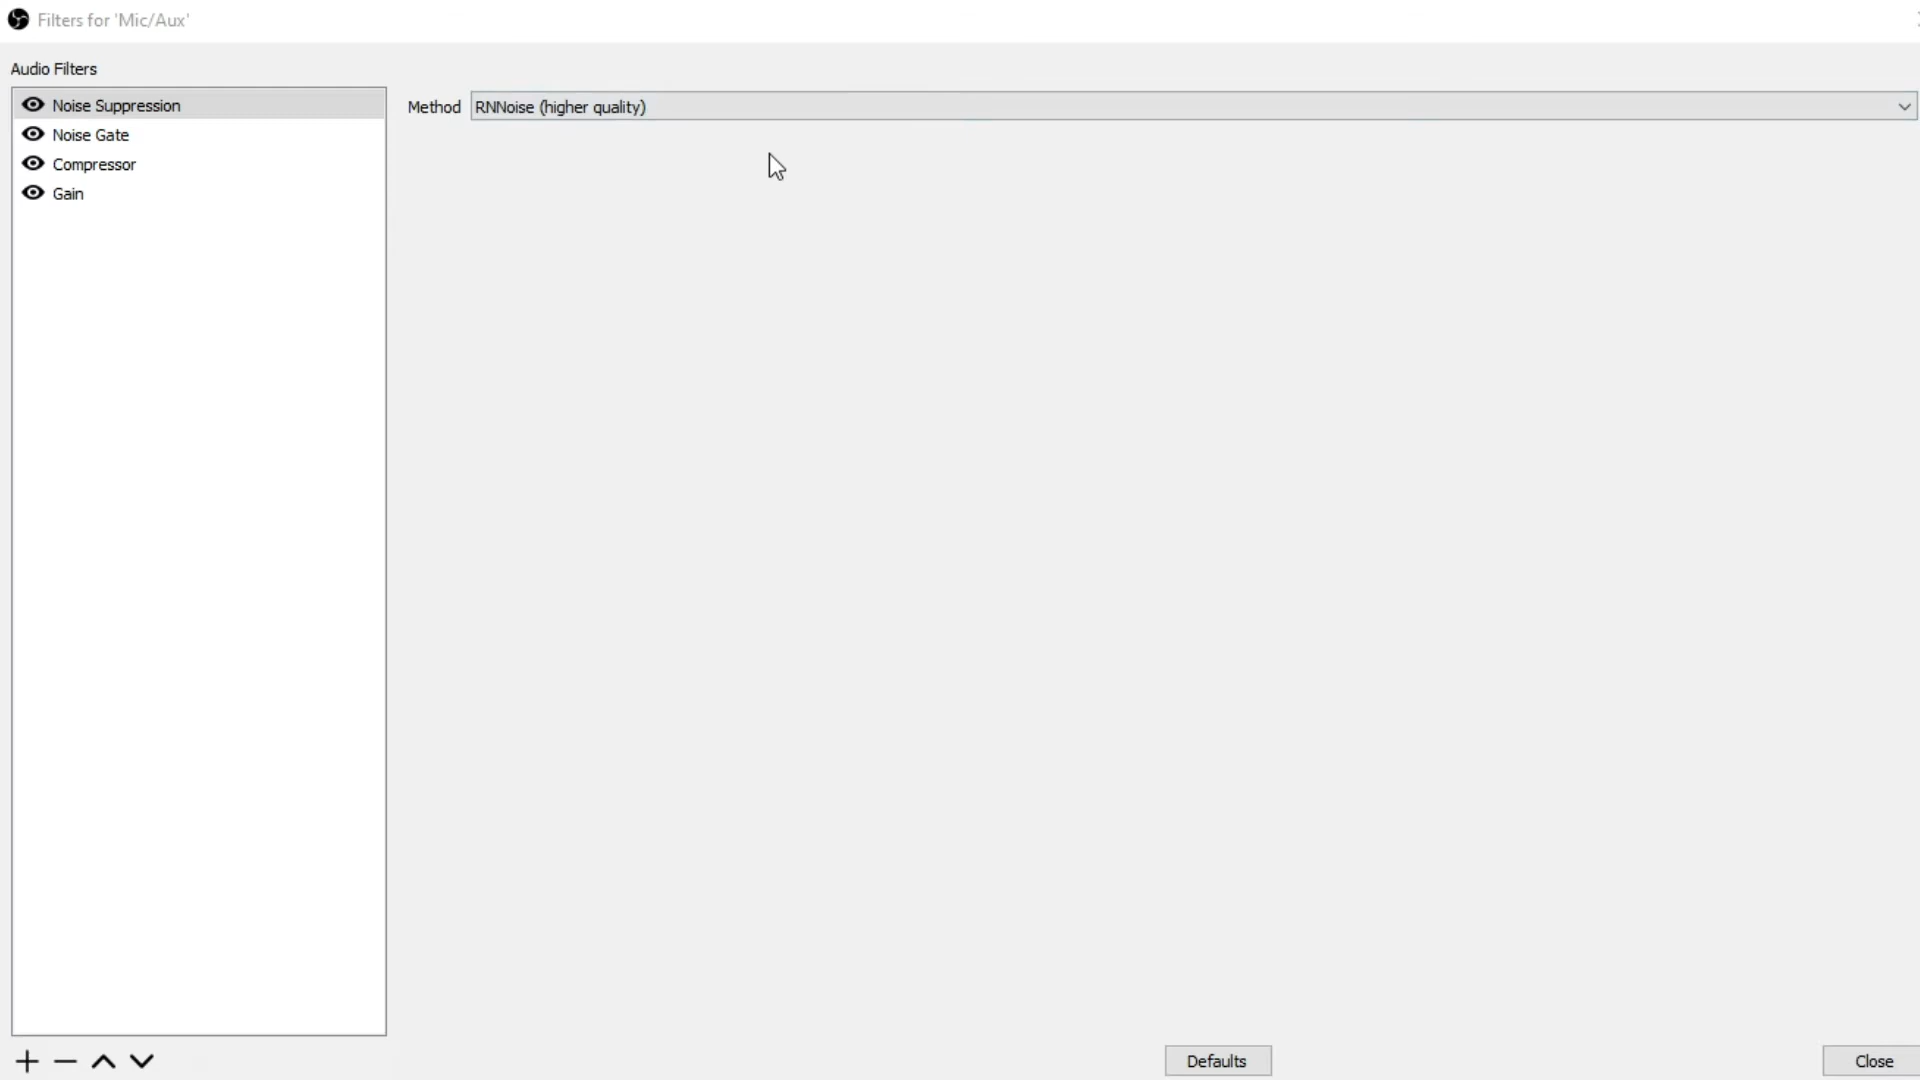 Filters for 'Mic/Aux'
Audio Filters
Noise Suppression
Noise Gate
Compressor
Gain
Method RNNoise (higher quality)
Defaults
Close